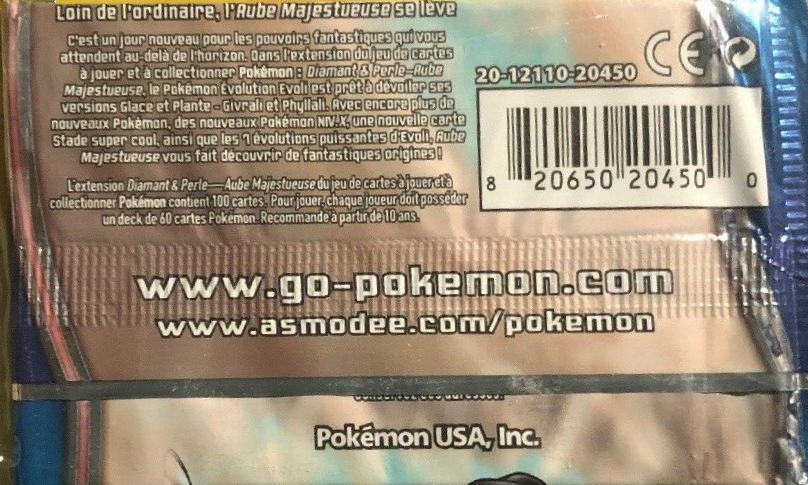 Loin de l'ordinaire, l'Aube Majestueuse se lève
C'est un jour nouveau pour les pouvoirs fantastiques qui vous
attendent au-delà de l'horizon. Dans l'extension du jeu de cartes
à jouer et à collectionner Pokémon : Diamant & Perle—Aube
Majestueuse, le Pokémon Évolution Evoli est prêt à dévoiler ses
versions Glace et Plante - Givrali et Phyllali. Avec encore plus de
nouveaux Pokémon, des nouveaux Pokémon NIV.X, une nouvelle carte
Stade super cool, ainsi que les 7 évolutions puissantes d'Evoli, Aube
Majestueuse vous fait découvrir de fantastiques origines !
L'extension Diamant & Perle—Aube Majestueuse du jeu de cartes à jouer et à
collectionner Pokémon contient 100 cartes. Pour jouer, chaque joueur doit posséder
un deck de 60 cartes Pokémon. Recommandé à partir de 10 ans.
20-12110-20450 CE
8 20650 20450 0
www.go-pokemon.com
www.asmodee.com/pokemon
Pokémon USA, Inc.